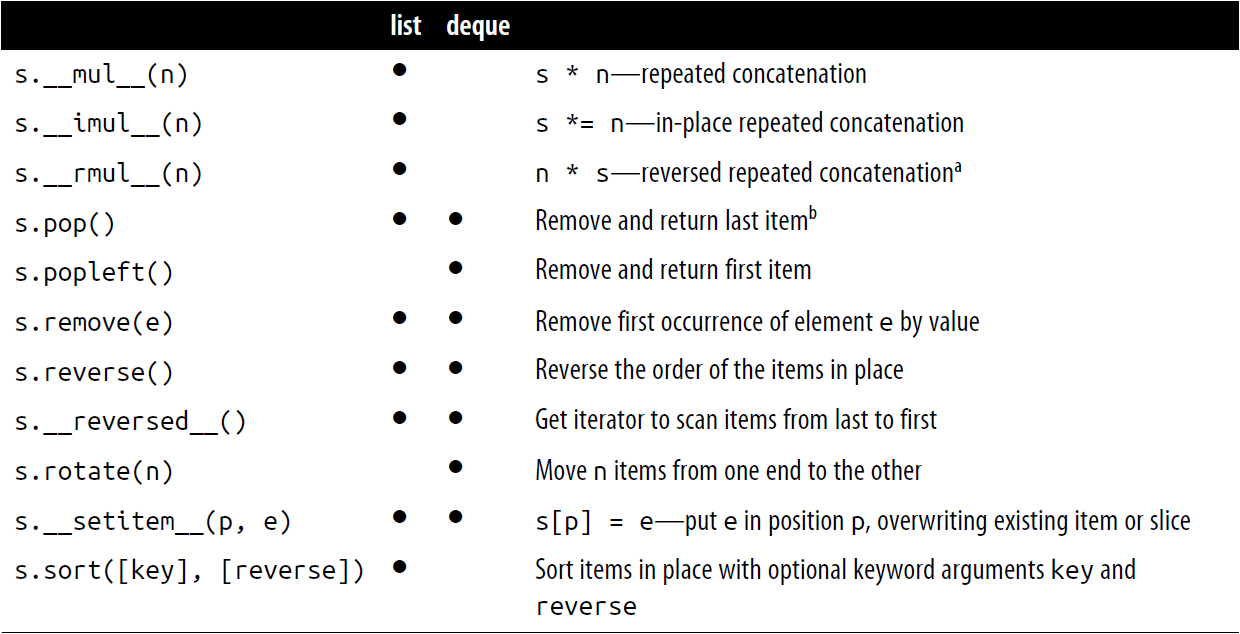 list deque
s.__mul__(n) ● s * n—repeated concatenation
s.__imul__(n) ● s *= n—in-place repeated concatenation
s.__rmul__(n) ● n * s—reversed repeated concatenationᵃ
s.pop() ● ● Remove and return last itemᵇ
s.popleft() ● Remove and return first item
s.remove(e) ● ● Remove first occurrence of element e by value
s.reverse() ● ● Reverse the order of the items in place
s.__reversed__() ● ● Get iterator to scan items from last to first
s.rotate(n) ● Move n items from one end to the other
s.__setitem__(p, e) ● ● s[p] = e—put e in position p, overwriting existing item or slice
s.sort([key], [reverse]) ● Sort items in place with optional keyword arguments key and
reverse